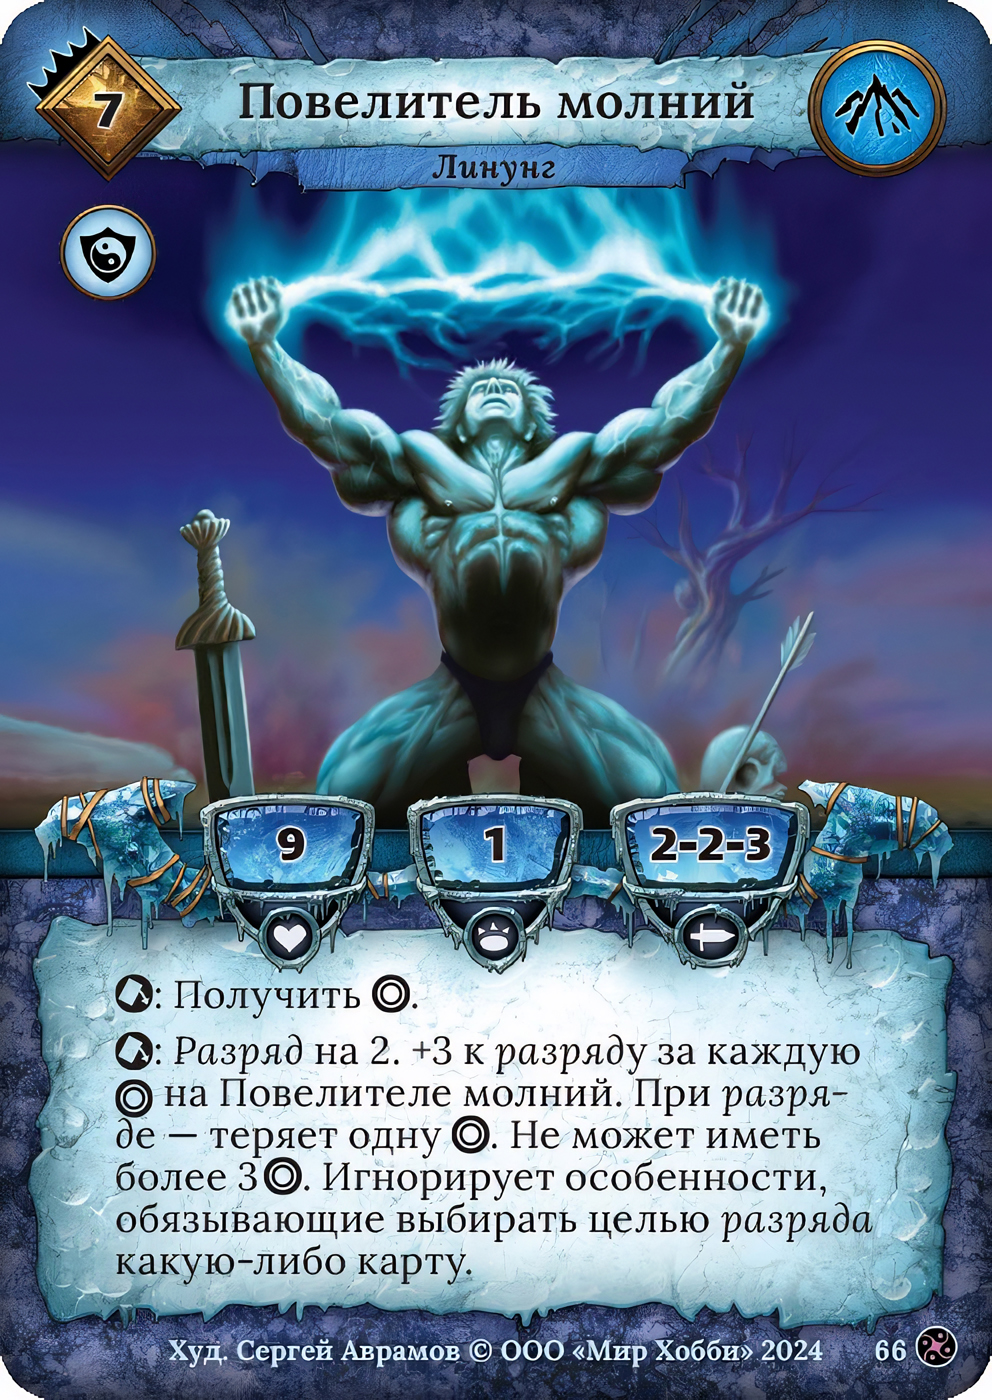 7
Повелитель молний
Линунг
9
1
2-2-3
: Получить .
: Разряд на 2. +3 к разряду за каждую
на Повелителе молний. При разря-
де — теряет одну . Не может иметь
более 3 . Игнорирует особенности,
обязывающие выбирать целью разряда
какую-либо карту.
Худ. Сергей Аврамов © ООО «Мир Хобби» 2024 66